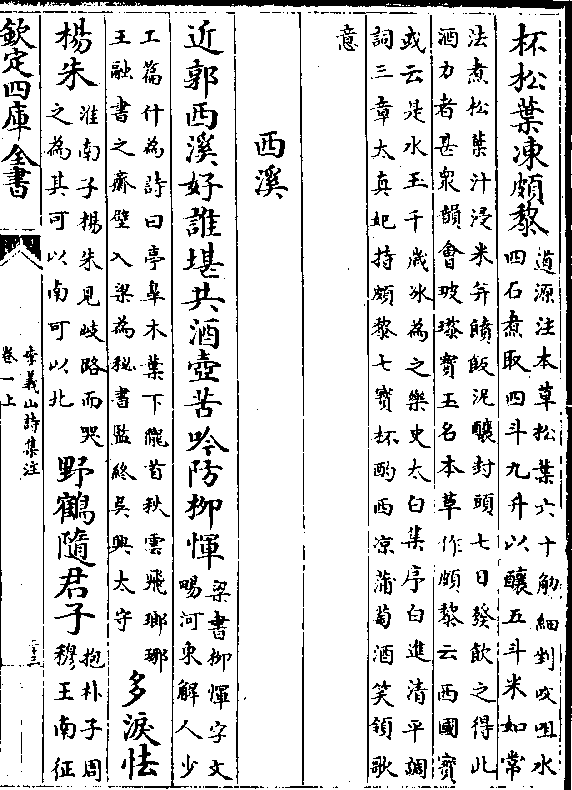 杯松葉凍頗黎道源注本草松葉六十觔細剉㕮咀水
四石煮取四斗九升以釀五斗米如常
法煮松葉汁浸米并饙飯泥釀封頭七日發飲之得此
酒力者甚衆韻會玻瓈寶玉名本草作頗黎云西國寶
或云是水玉千歲冰為之樂史太白集序白進清平調
詞三章太真妃持頗黎七寶杯酌西涼蒲萄酒笑領歌
意
西溪
近郭西溪好誰堪共酒壺苦吟防柳惲梁書柳惲字文
暢河東解人少
工篇什為詩曰亭臯木葉下隴首秋雲飛瑯琊
王融書之齋壁入梁為秘書監終吳興太守
多淚怯
楊朱淮南子楊朱見岐路而哭
之為其可以南可以北
野鶴隨君子抱朴子周
穆王南征
欽定四庫全書
李義山詩集注
卷一上
二十三